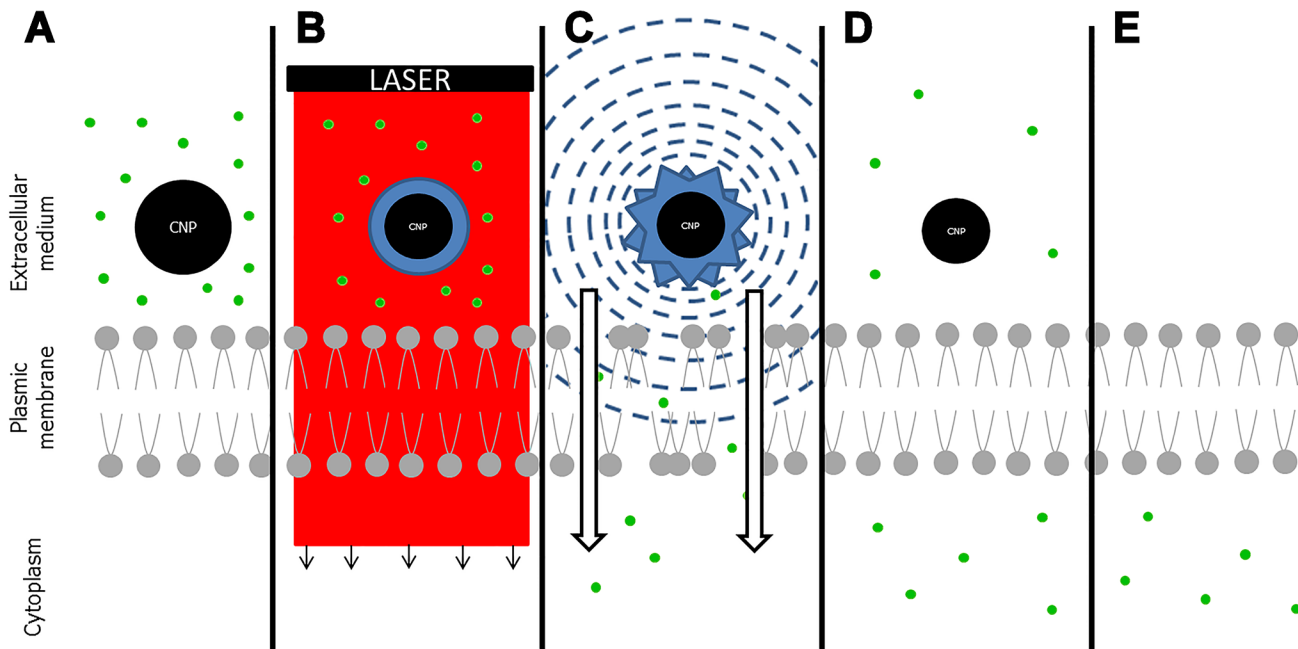 A
B
C
D
E
LASER
Extracellular
medium
CNP
CNP
CNP
CNP
Plasmic
membrane
Cytoplasm